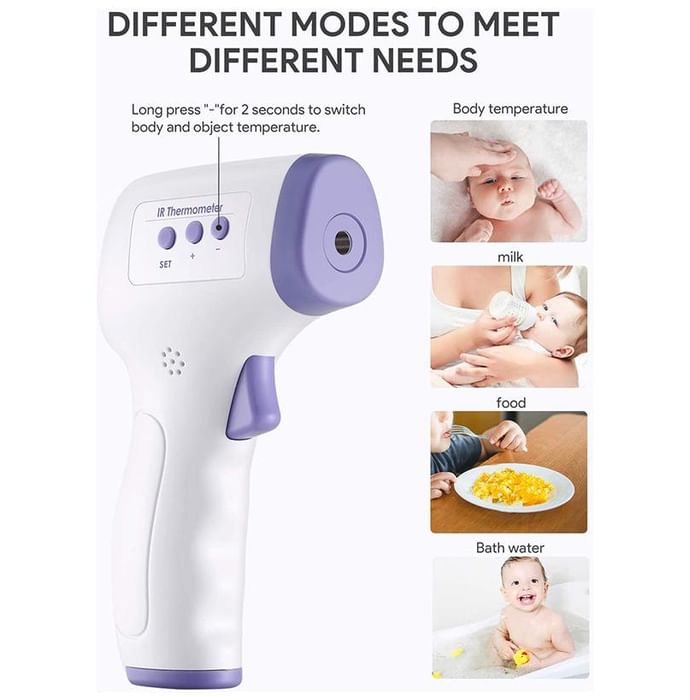 DIFFERENT MODES TO MEET
DIFFERENT NEEDS
Long press "-"for 2 seconds to switch
body and object temperature.
IR Thermometer
SET
+
-
Body temperature
milk
food
Bath water